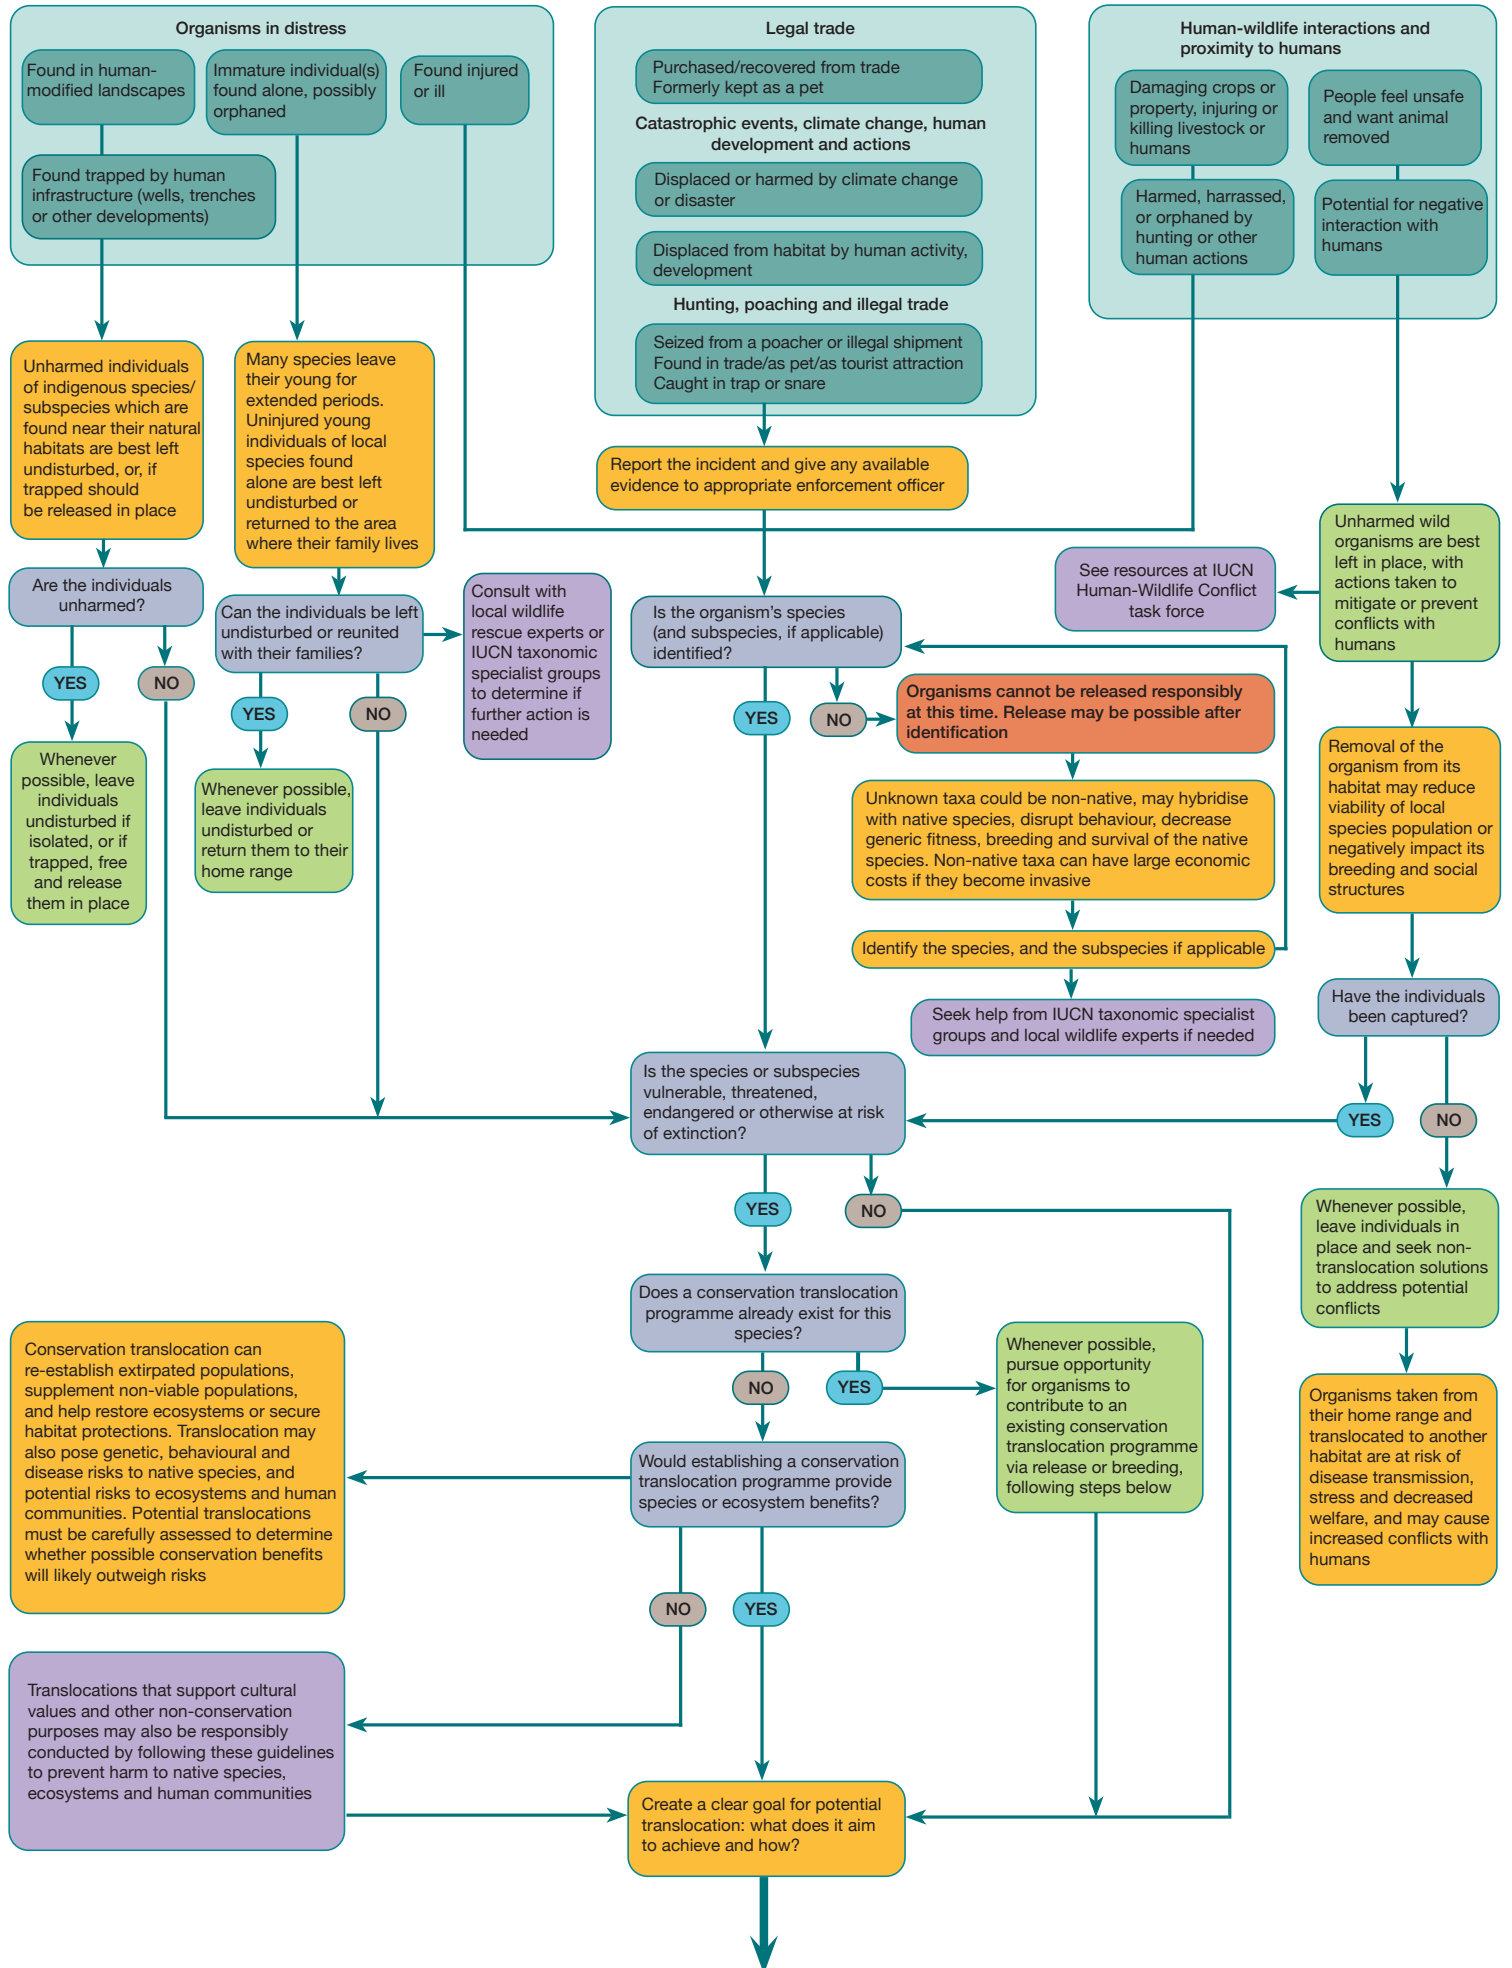 Organisms in distress
Found in human-
modified landscapes
Immature individual(s)
found alone, possibly
orphaned
Found injured
or ill
Found trapped by human
infrastructure (wells, trenches
or other developments)
Legal trade
Purchased/recovered from trade
Formerly kept as a pet
Catastrophic events, climate change, human
development and actions
Displaced or harmed by climate change
or disaster
Displaced from habitat by human activity,
development
Hunting, poaching and illegal trade
Seized from a poacher or illegal shipment
Found in trade/as pet/as tourist attraction
Caught in trap or snare
Human-wildlife interactions and
proximity to humans
Damaging crops or
property, injuring or
killing livestock or
humans
People feel unsafe
and want animal
removed
Harmed, harrassed,
or orphaned by
hunting or other
human actions
Potential for negative
interaction with
humans
Unharmed individuals
of indigenous species/
subspecies which are
found near their natural
habitats are best left
undisturbed, or, if
trapped should
be released in place
Many species leave
their young for
extended periods.
Uninjured young
individuals of local
species found
alone are best left
undisturbed or
returned to the area
where their family lives
Report the incident and give any available
evidence to appropriate enforcement officer
Unharmed wild
organisms are best
left in place, with
actions taken to
mitigate or prevent
conflicts with
humans
See resources at IUCN
Human-Wildlife Conflict
task force
Are the individuals
unharmed?
Can the individuals be left
undisturbed or reunited
with their families?
Consult with
local wildlife
rescue experts or
IUCN taxonomic
specialist groups
to determine if
further action is
needed
Is the organism's species
(and subspecies, if applicable)
identified?
YES
NO
YES
NO
YES
NO
Organisms cannot be released responsibly
at this time. Release may be possible after
identification
Whenever
possible, leave
individuals
undisturbed if
isolated, or if
trapped, free
and release
them in place
Whenever possible,
leave individuals
undisturbed or
return them to their
home range
Unknown taxa could be non-native, may hybridise
with native species, disrupt behaviour, decrease
generic fitness, breeding and survival of the native
species. Non-native taxa can have large economic
costs if they become invasive
Removal of the
organism from its
habitat may reduce
viability of local
species population or
negatively impact its
breeding and social
structures
Identify the species, and the subspecies if applicable
Seek help from IUCN taxonomic specialist
groups and local wildlife experts if needed
Have the individuals
been captured?
Is the species or subspecies
vulnerable, threatened,
endangered or otherwise at risk
of extinction?
YES
NO
YES
NO
Whenever possible,
leave individuals in
place and seek non-
translocation solutions
to address potential
conflicts
Does a conservation translocation
programme already exist for this
species?
NO
YES
Whenever possible,
pursue opportunity
for organisms to
contribute to an
existing conservation
translocation programme
via release or breeding,
following steps below
Conservation translocation can
re-establish extirpated populations,
supplement non-viable populations,
and help restore ecosystems or secure
habitat protections. Translocation may
also pose genetic, behavioural and
disease risks to native species, and
potential risks to ecosystems and human
communities. Potential translocations
must be carefully assessed to determine
whether possible conservation benefits
will likely outweigh risks
Would establishing a conservation
translocation programme provide
species or ecosystem benefits?
Organisms taken from
their home range and
translocated to another
habitat are at risk of
disease transmission,
stress and decreased
welfare, and may cause
increased conflicts with
humans
NO
YES
Translocations that support cultural
values and other non-conservation
purposes may also be responsibly
conducted by following these guidelines
to prevent harm to native species,
ecosystems and human communities
Create a clear goal for potential
translocation: what does it aim
to achieve and how?